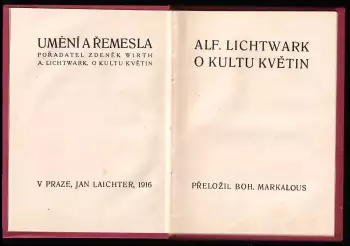 UMĚNÍ A ŘEMESLA
POŘADATEL ZDENĚK WIRTH
A. LICHTWARK, O KULTU KVĚTIN
V PRAZE, JAN LAICHTER, 1916
ALF. LICHTWARK
O KULTU KVĚTIN
PŘELOŽIL BOH. MARKALOUS